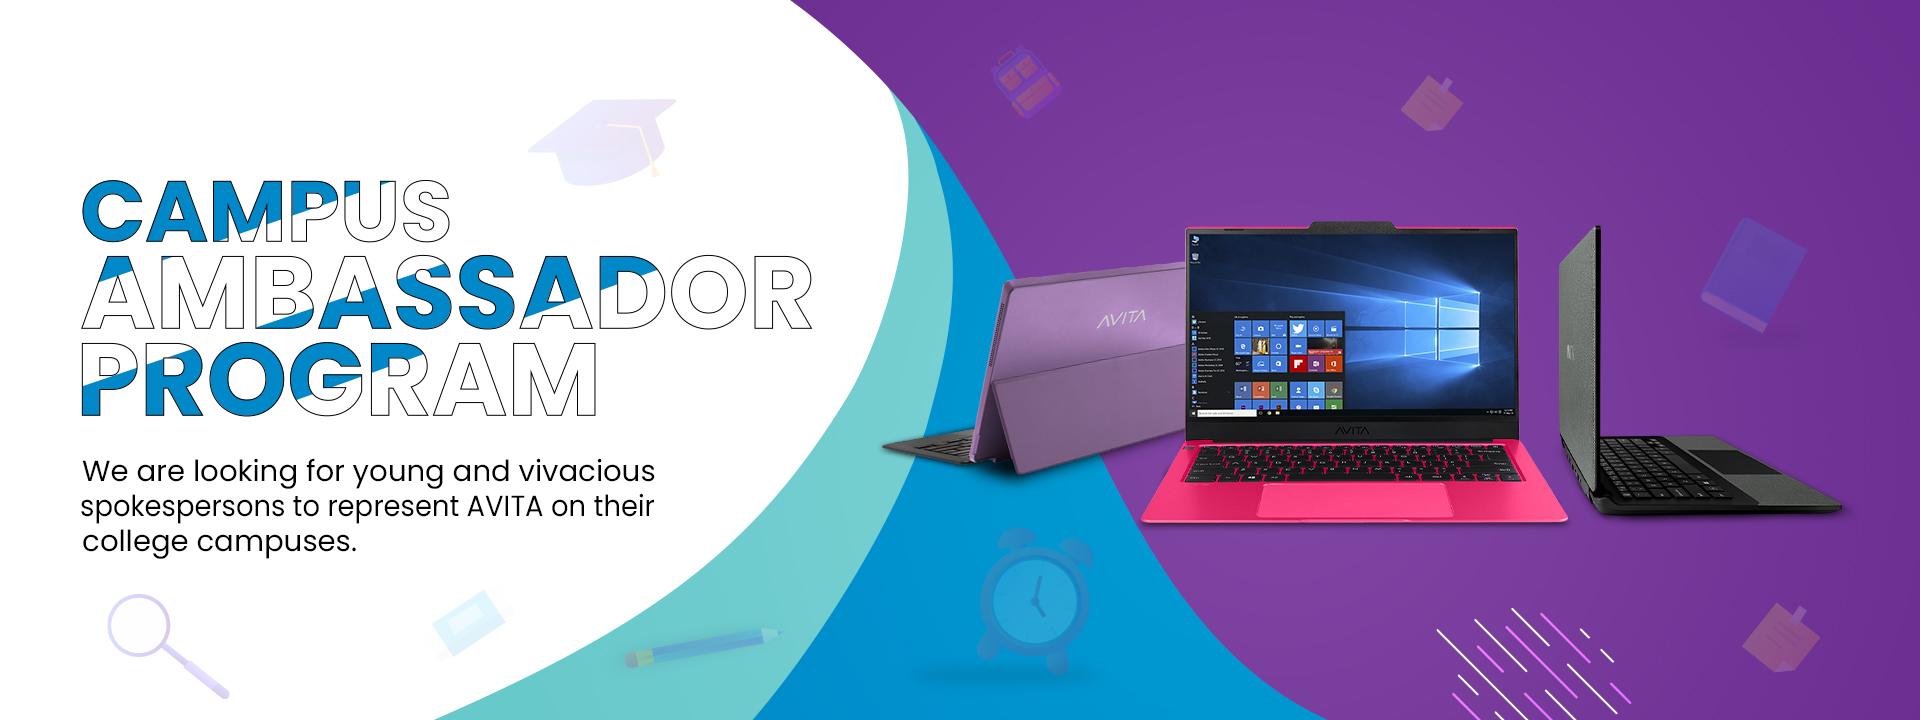 CAMPUS
AMBASSADOR
PROGRAM
We are looking for young and vivacious
spokespersons to represent AVITA on their
college campuses.
AVITA
AVITA